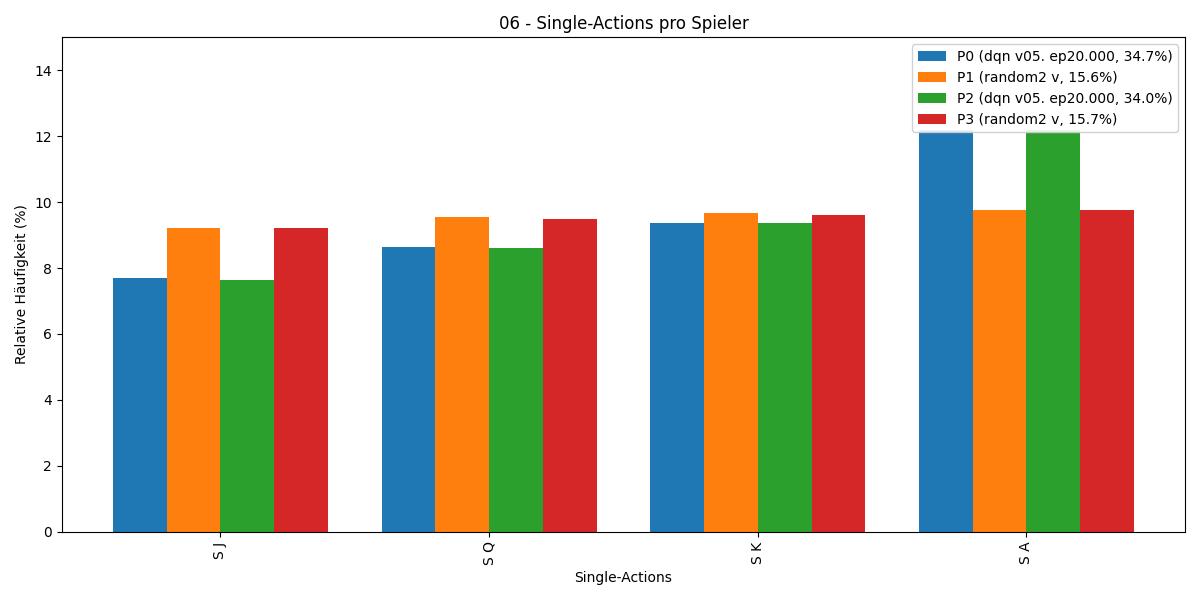 06 - Single-Actions pro Spieler
P0 (dqn v05. ep20.000, 34.7%)
P1 (random2 v, 15.6%)
P2 (dqn v05. ep20.000, 34.0%)
P3 (random2 v, 15.7%)
Relative Häufigkeit (%)
14
12
10
8
6
4
2
0
S J
S Q
S K
S A
Single-Actions